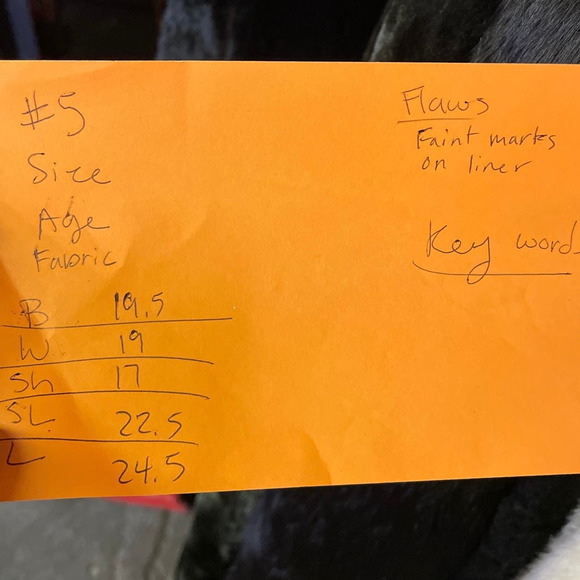 #5
Size
Age
Fabric
B 19.5
W 19
Sh 17
SL 22.5
L 24.5
Flaws
Faint marks
on liner
Key word